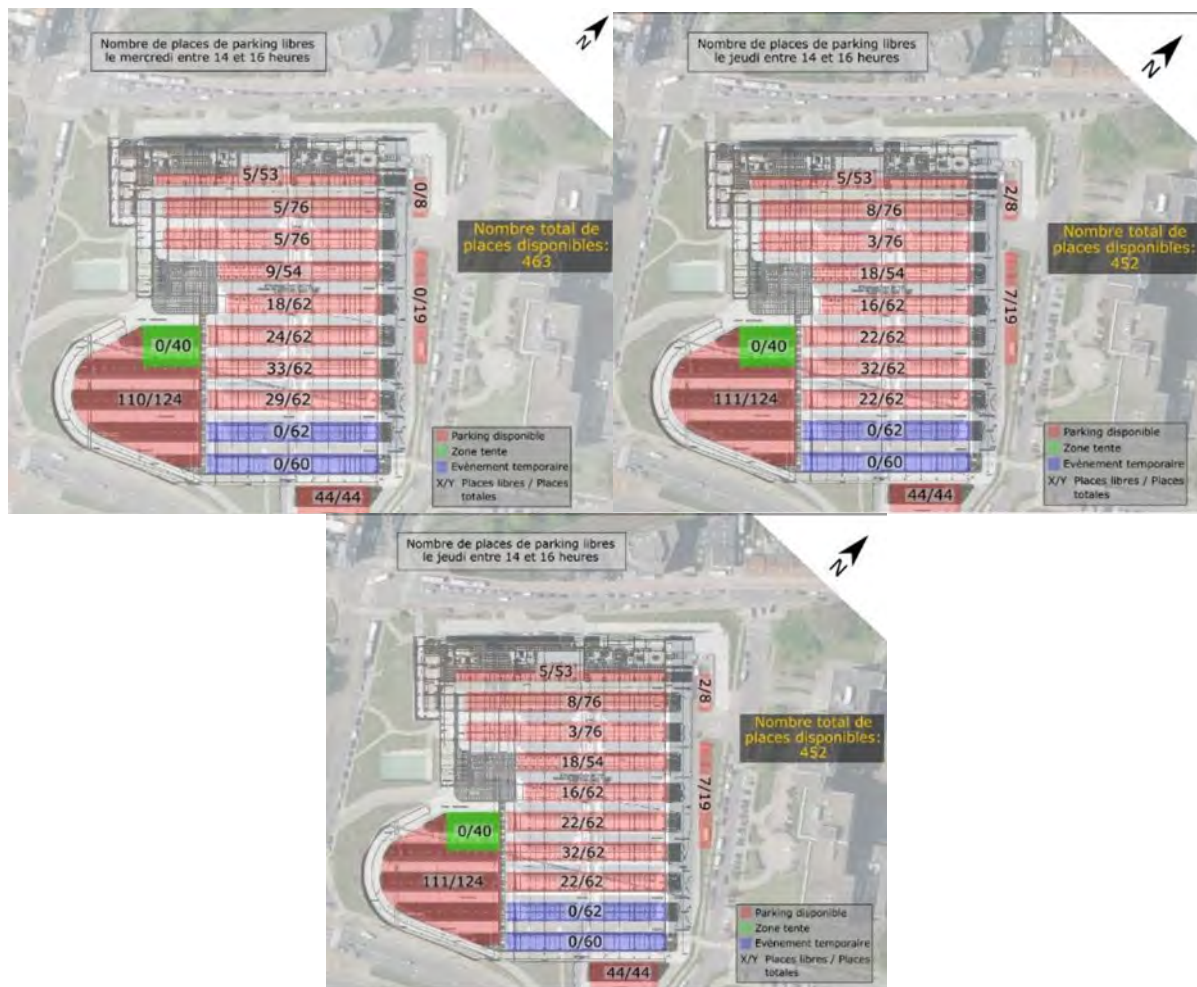 Nombre de places de parking libres
le mercredi entre 14 et 16 heures
N
5/53
0/8
5/76
5/76
Nombre total de
places disponibles:
463
9/54
18/62
0/19
24/62
0/40
33/62
110/124
29/62
0/62
0/60
44/44
Parking disponible
Zone tente
Evènement temporaire
X/Y Places libres / Places
totales
Nombre de places de parking libres
le jeudi entre 14 et 16 heures
N
5/53
2/8
8/76
3/76
Nombre total de
places disponibles:
452
18/54
16/62
7/19
22/62
0/40
32/62
111/124
22/62
0/62
0/60
44/44
Parking disponible
Zone tente
Evènement temporaire
X/Y Places libres / Places
totales
Nombre de places de parking libres
le jeudi entre 14 et 16 heures
N
5/53
2/8
8/76
3/76
Nombre total de
places disponibles:
452
18/54
16/62
7/19
22/62
0/40
32/62
111/124
22/62
0/62
0/60
44/44
Parking disponible
Zone tente
Evènement temporaire
X/Y Places libres / Places
totales